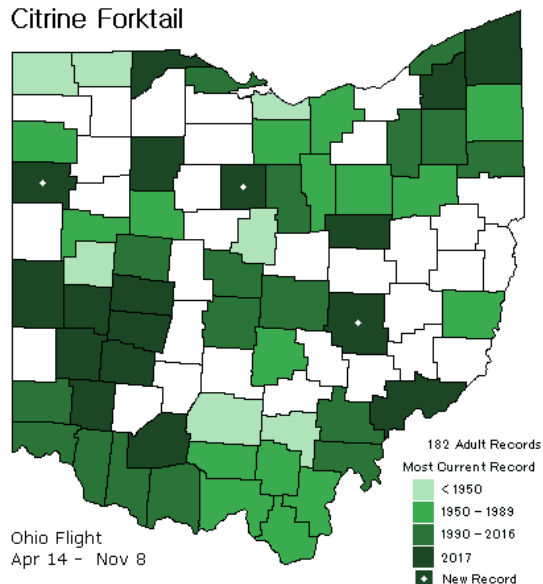 Citrine Forktail
182 Adult Records
Most Current Record
< 1950
1950 - 1989
1990 - 2016
2017
New Record
Ohio Flight
Apr 14 - Nov 8